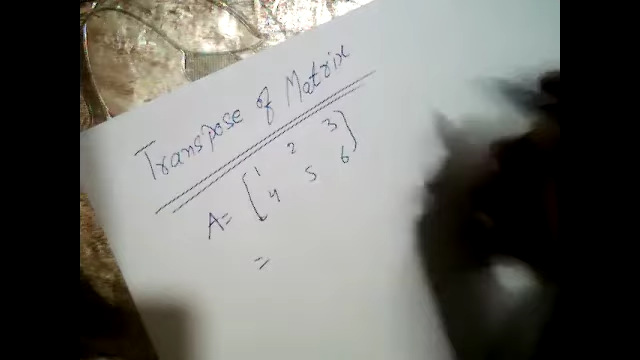 Transpose of Matrix
1 2 3
A= [4 5 6]
=